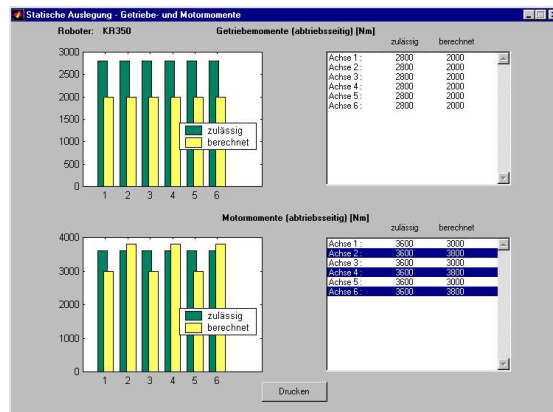 Statische Auslegung - Getriebe- und Motormomente
Roboter: KR350
Getriebemomente (abtriebsseitig) [Nm]
zulässig berechnet
3000
2500
2000
1500
1000
500
0
1 2 3 4 5 6
zulässig
berechnet
Achse 1 : 2800 2000
Achse 2 : 2800 2000
Achse 3 : 2800 2000
Achse 4 : 2800 2000
Achse 5 : 2800 2000
Achse 6 : 2800 2000
Motormomente (abtriebsseitig) [Nm]
zulässig berechnet
4000
3000
2000
1000
0
1 2 3 4 5 6
zulässig
berechnet
Achse 1 : 3600 3000
Achse 2 : 3600 3800
Achse 3 : 3600 3000
Achse 4 : 3600 3800
Achse 5 : 3600 3000
Achse 6 : 3600 3800
Drucken